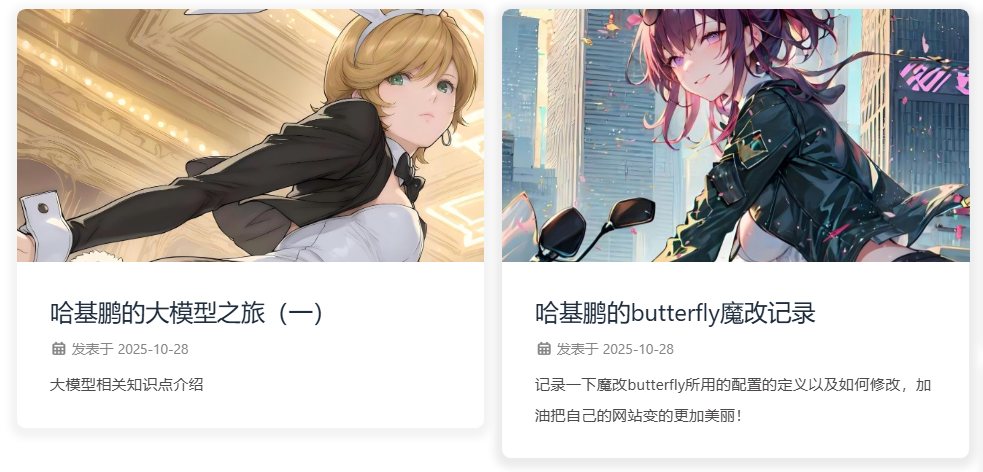 哈基鹏的大模型之旅（一）
发表于 2025-10-28
大模型相关知识点介绍
哈基鹏的butterfly魔改记录
发表于 2025-10-28
记录一下魔改butterfly所用的配置的定义以及如何修改，加
油把自己的网站变的更加美丽！